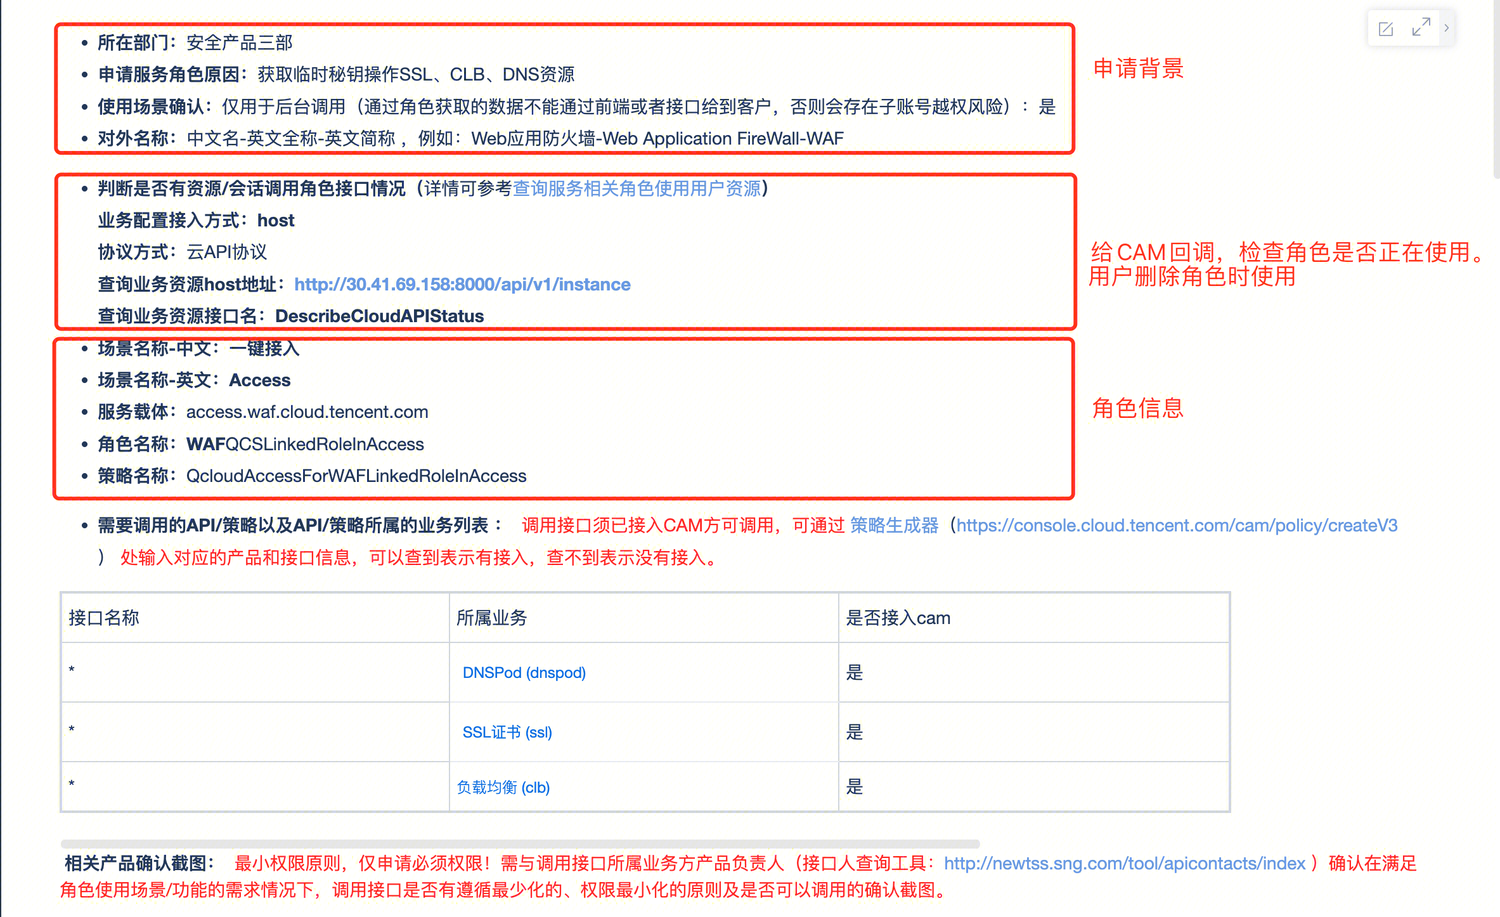 所在部门：安全产品三部
申请服务角色原因：获取临时秘钥操作SSL、CLB、DNS资源
使用场景确认：仅用于后台调用（通过角色获取的数据不能通过前端或者接口给到客户，否则会存在子账号越权风险）：是
对外名称：中文名-英文全称-英文简称 ，例如：Web应用防火墙-Web Application FireWall-WAF
申请背景
判断是否有资源/会话调用角色接口情况（详情可参考查询服务相关角色使用用户资源）
业务配置接入方式：host
协议方式：云API协议
查询业务资源host地址：http://30.41.69.158:8000/api/v1/instance
查询业务资源接口名：DescribeCloudAPIStatus
给CAM回调，检查角色是否正在使用。
用户删除角色时使用
场景名称-中文：一键接入
场景名称-英文：Access
服务载体：access.waf.cloud.tencent.com
角色名称：WAFQCSLinkedRoleInAccess
策略名称：QcloudAccessForWAFLinkedRoleInAccess
角色信息
需要调用的API/策略以及API/策略所属的业务列表： 调用接口须已接入CAM方可调用，可通过 策略生成器（https://console.cloud.tencent.com/cam/policy/createV3
）处输入对应的产品和接口信息，可以查到表示有接入，查不到表示没有接入。
接口名称 所属业务 是否接入cam
* DNSPod (dnspod) 是
* SSL证书 (ssl) 是
* 负载均衡 (clb) 是
相关产品确认截图： 最小权限原则，仅申请必须权限！需与调用接口所属业务方产品负责人（接口人查询工具：http://newtss.sng.com/tool/apicontacts/index ）确认在满足
角色使用场景/功能的需求情况下，调用接口是否有遵循最少化的、权限最小化的原则及是否可以调用的确认截图。